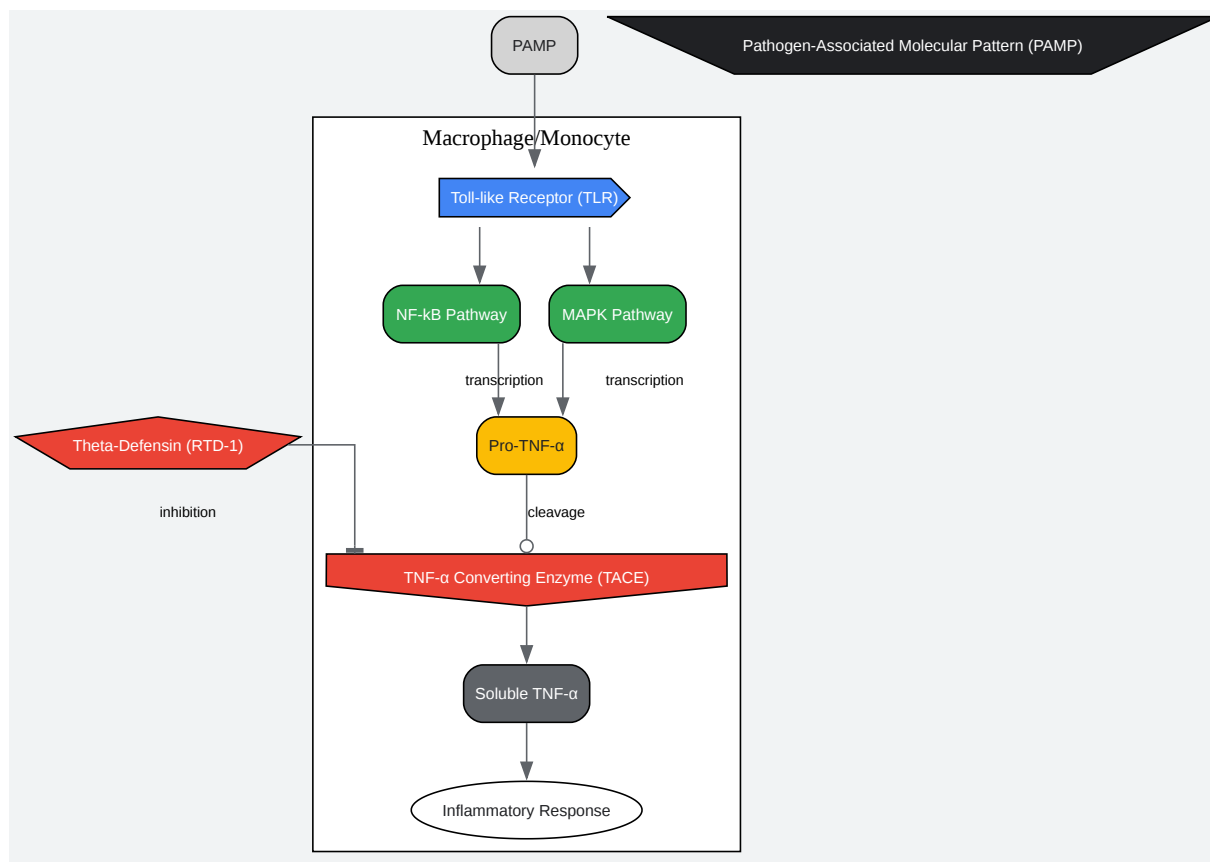 PAMP
Pathogen-Associated Molecular Pattern (PAMP)
Macrophage/Monocyte
Toll-like Receptor (TLR)
NF-kB Pathway
MAPK Pathway
transcription
transcription
Theta-Defensin (RTD-1)
Pro-TNF-α
inhibition
cleavage
TNF-α Converting Enzyme (TACE)
Soluble TNF-α
Inflammatory Response